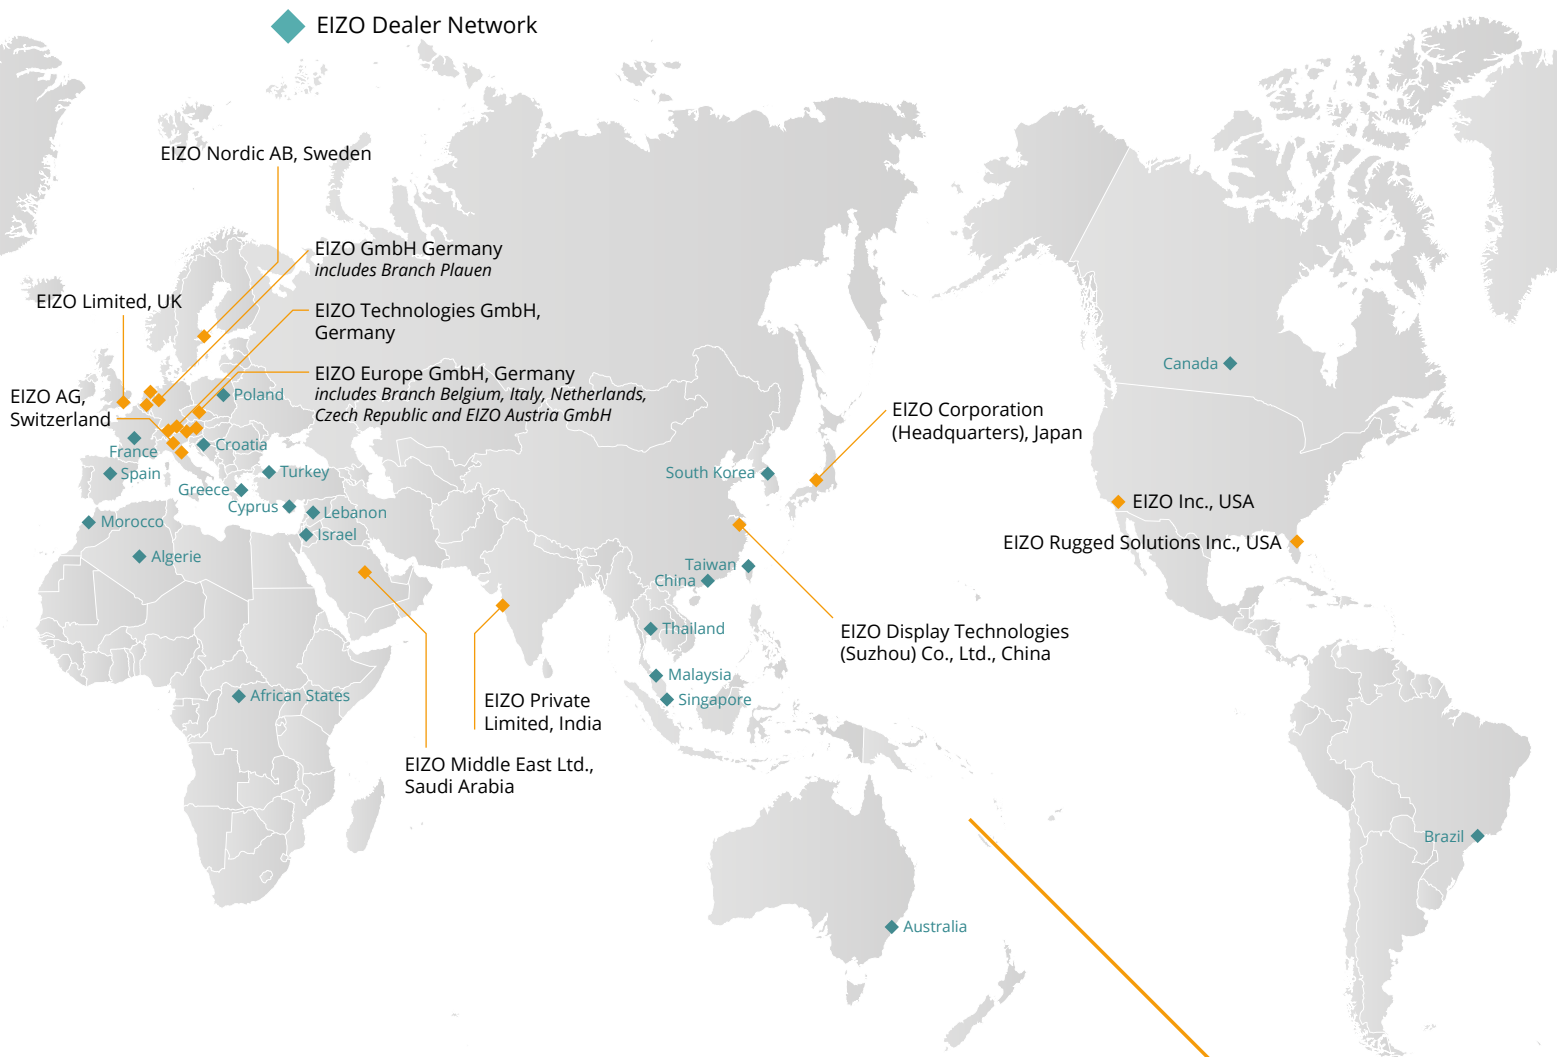 EIZO Dealer Network
EIZO Nordic AB, Sweden
EIZO GmbH Germany
includes Branch Plauen
EIZO Limited, UK
EIZO Technologies GmbH,
Germany
EIZO Europe GmbH, Germany
includes Branch Belgium, Italy, Netherlands,
Czech Republic and EIZO Austria GmbH
EIZO AG,
Switzerland
Poland
Canada
EIZO Corporation
(Headquarters), Japan
France
Croatia
Spain
Turkey
South Korea
Greece
Cyprus
Lebanon
EIZO Inc., USA
Morocco
Israel
EIZO Rugged Solutions Inc., USA
Algerie
Taiwan
China
Thailand
EIZO Display Technologies
(Suzhou) Co., Ltd., China
Malaysia
African States
Singapore
EIZO Private
Limited, India
EIZO Middle East Ltd.,
Saudi Arabia
Brazil
Australia